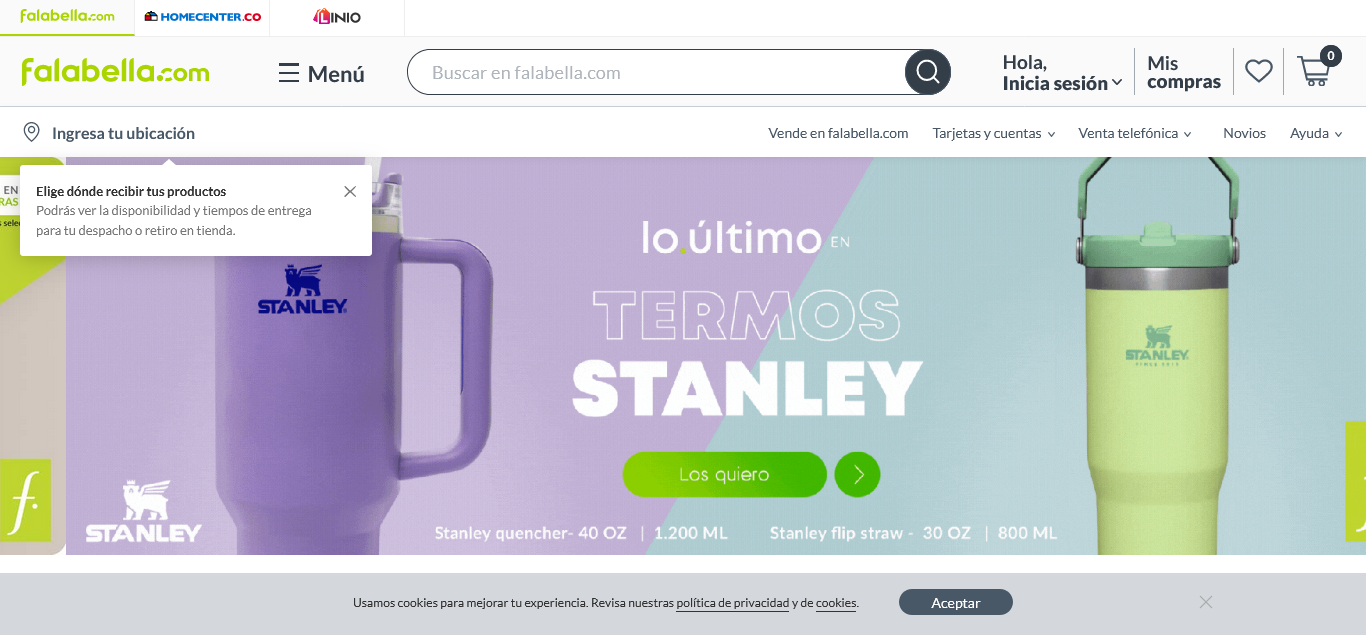 falabella.com
HOMECENTER.CO
LINIO
falabella.com
Menú
Buscar en falabella.com
Hola,
Inicia sesión
Mis
compras
0
Ingresa tu ubicación
Vende en falabella.com
Tarjetas y cuentas
Venta telefónica
Novios
Ayuda
EN
RAS
Elige dónde recibir tus productos
Podrás ver la disponibilidad y tiempos de entrega
para tu despacho o retiro en tienda.
STANLEY
lo.último EN
TERMOS
STANLEY
STANLEY
SINCE 1913
Los quiero
f.
STANLEY
Stanley quencher- 40 OZ | 1.200 ML
Stanley flip straw - 30 OZ | 800 ML
Usamos cookies para mejorar tu experiencia. Revisa nuestras política de privacidad y de cookies.
Aceptar